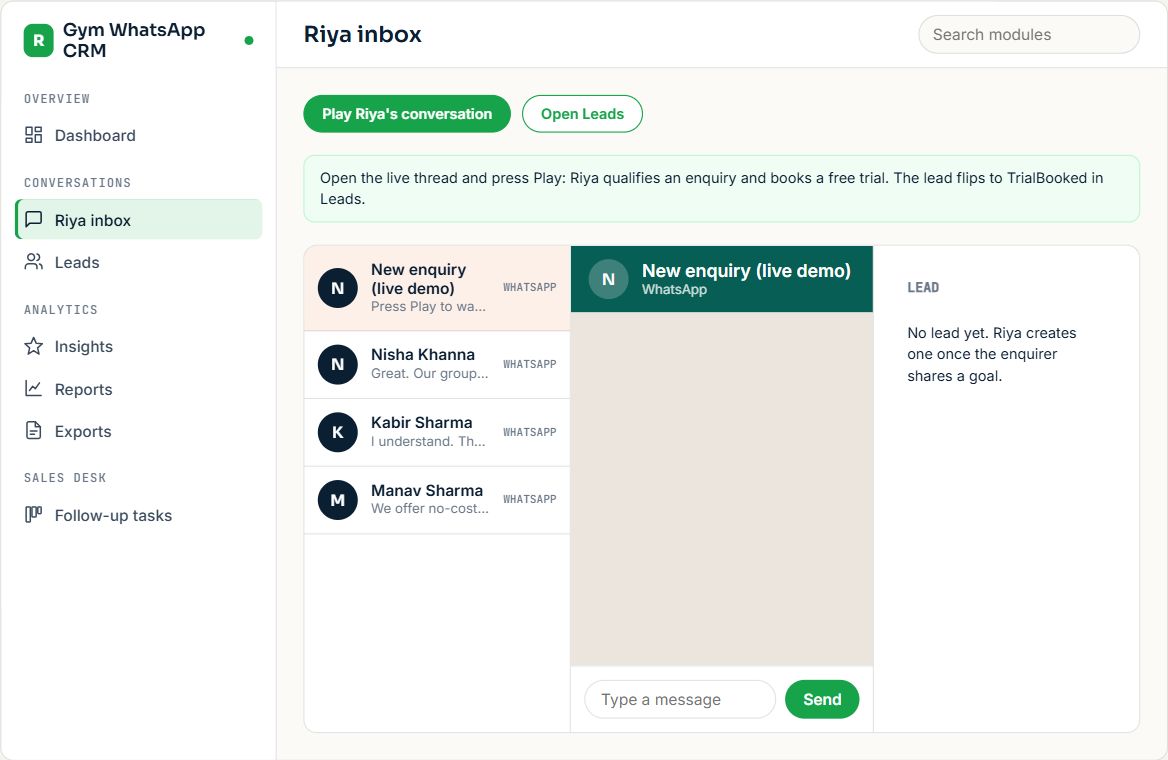 R
Gym WhatsApp
CRM
OVERVIEW
Dashboard
CONVERSATIONS
Riya inbox
Leads
ANALYTICS
Insights
Reports
Exports
SALES DESK
Follow-up tasks
Riya inbox
Search modules
Play Riya's conversation
Open Leads
Open the live thread and press Play: Riya qualifies an enquiry and books a free trial. The lead flips to TrialBooked in
Leads.
N
New enquiry
(live demo)
Press Play to wa...
WHATSAPP
N
Nisha Khanna
Great. Our group...
WHATSAPP
K
Kabir Sharma
I understand. Th...
WHATSAPP
M
Manav Sharma
We offer no-cost...
WHATSAPP
N
New enquiry (live demo)
WhatsApp
Type a message
Send
LEAD
No lead yet. Riya creates
one once the enquirer
shares a goal.